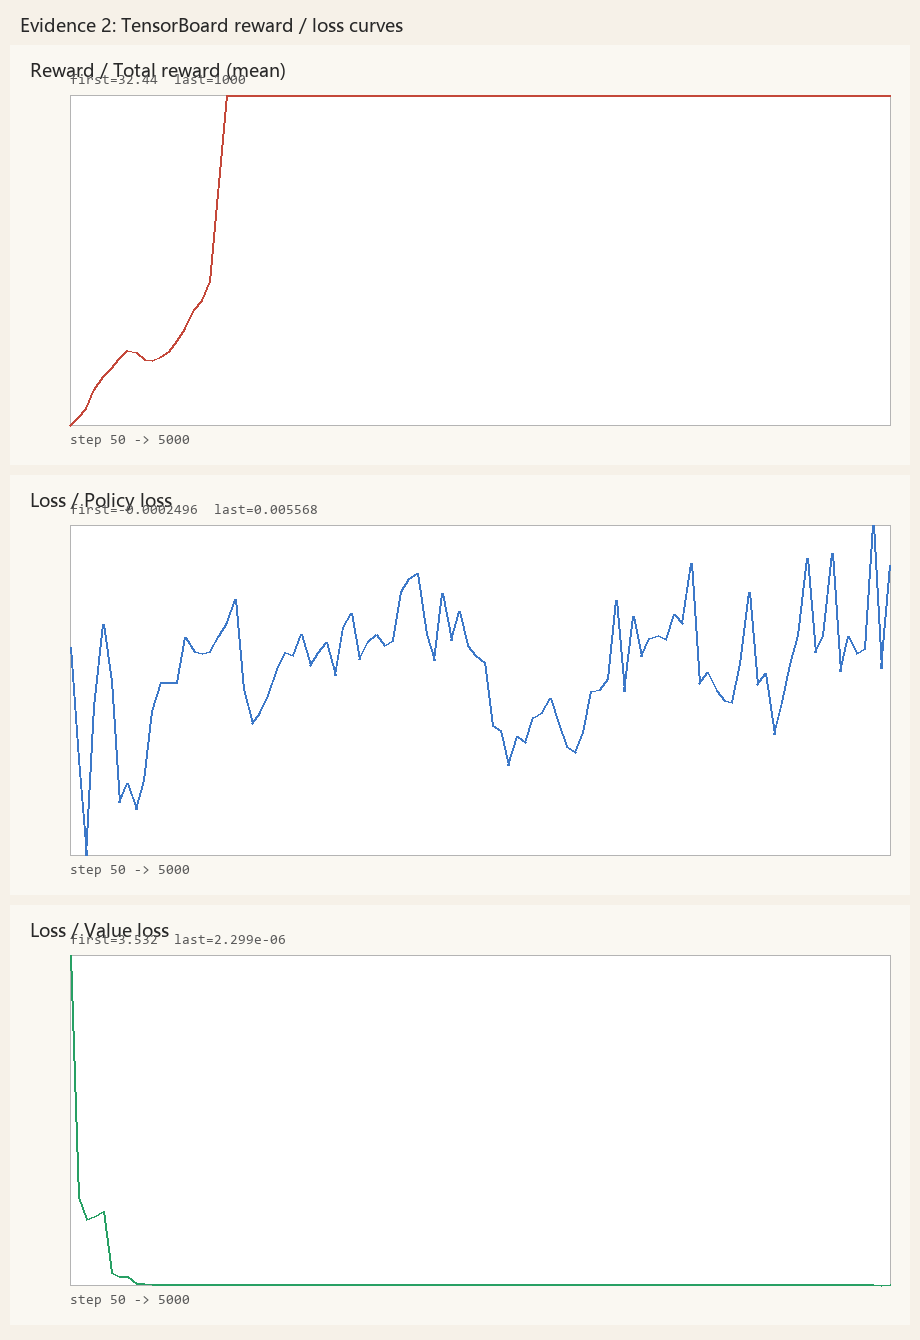 Evidence 2: TensorBoard reward / loss curves
Reward / Total reward (mean)
first=32.44  last=1000
step 50 -> 5000
Loss / Policy loss
first=-0.0002496  last=0.005568
step 50 -> 5000
Loss / Value loss
first=3.532  last=2.299e-06
step 50 -> 5000